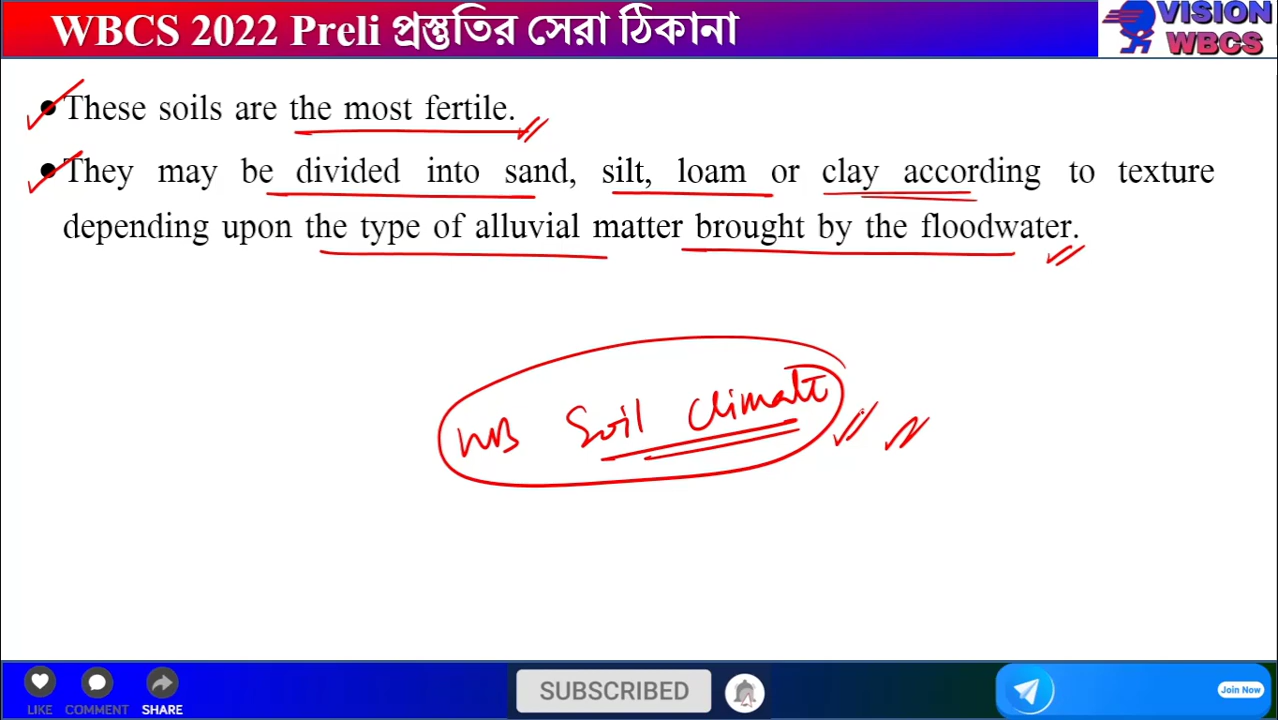 WBCS 2022 Preli প্রস্তুতির সেরা ঠিকানা
VISION
WBCS
These soils are the most fertile.
They may be divided into sand, silt, loam or clay according to texture
depending upon the type of alluvial matter brought by the floodwater.
WB Soil Climate
LIKE COMMENT SHARE
SUBSCRIBED
Join Now